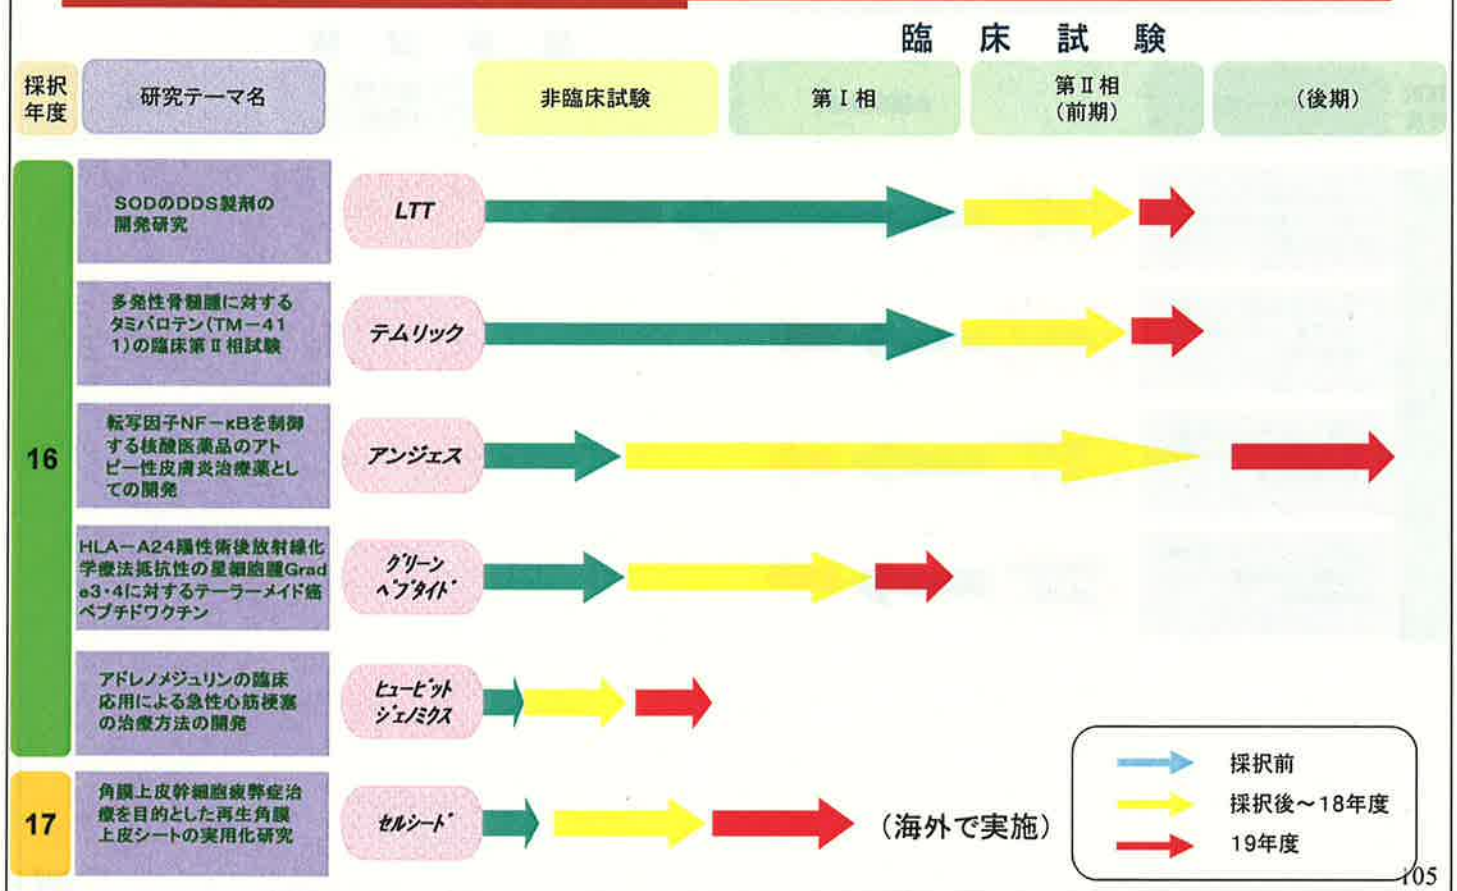 臨床試験
採択
年度
研究テーマ名
非臨床試験
第Ⅰ相
第Ⅱ相
(前期)
(後期)
16
SODのDDS製剤の
開発研究
LTT
多発性骨髄腫に対する
タミバロテン(TM－41
1)の臨床第Ⅱ相試験
テムリック
転写因子NF－κBを制御
する核酸医薬品のアト
ピー性皮膚炎治療薬とし
ての開発
アンジェス
HLA－A24陽性術後放射線化
学療法抵抗性の星細胞腫Grad
e3・4に対するテーラーメイド癌
ペプチドワクチン
グリーン
ペプタイド
アドレノメジュリンの臨床
応用による急性心筋梗塞
の治療方法の開発
ヒュービット
ジェノミクス
17
角膜上皮幹細胞疲弊症治
療を目的とした再生角膜
上皮シートの実用化研究
セルシード
(海外で実施)
採択前
採択後～18年度
19年度
105